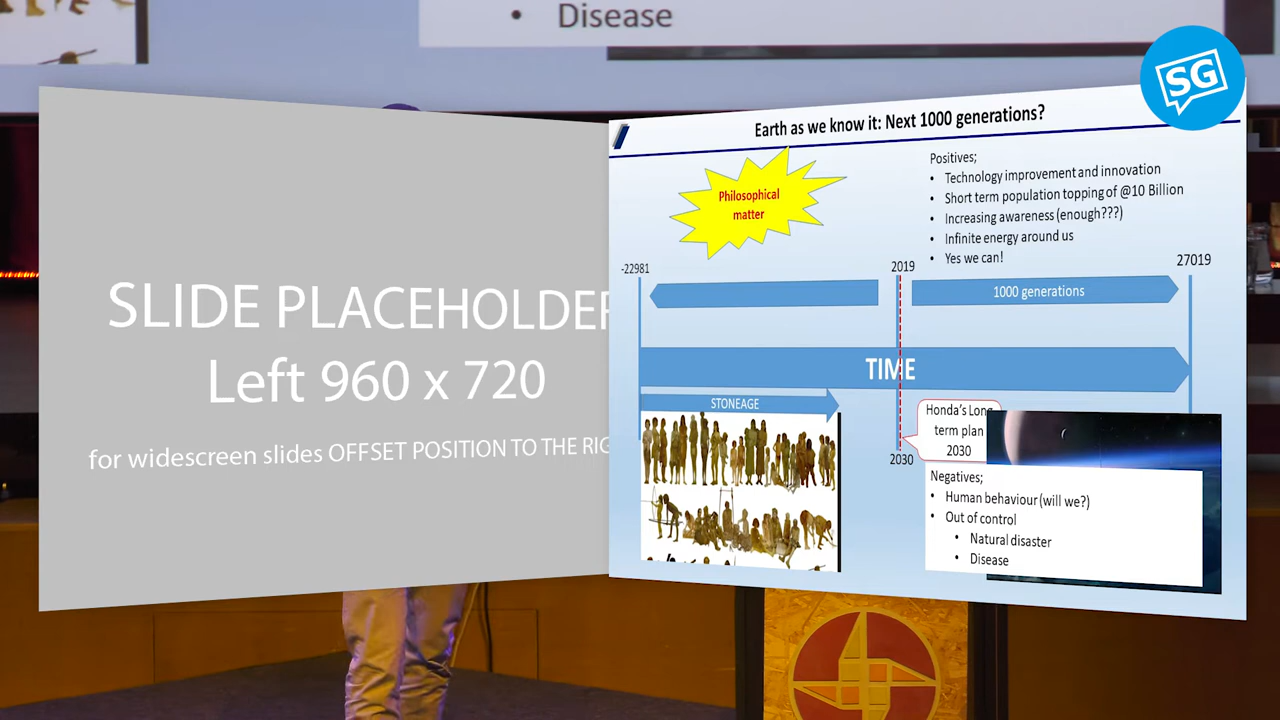 • Disease
SG
SLIDE PLACEHOLDER
Left 960 x 720
for widescreen slides OFFSET POSITION TO THE RIG
Earth as we know it: Next 1000 generations?
Philosophical
matter
Positives;
• Technology improvement and innovation
• Short term population topping of @10 Billion
• Increasing awareness (enough???)
• Infinite energy around us
• Yes we can!
-22981
2019
27019
1000 generations
TIME
STONEAGE
Honda's Long
term plan
2030
2030
Negatives;
• Human behaviour (will we?)
• Out of control
• Natural disaster
• Disease